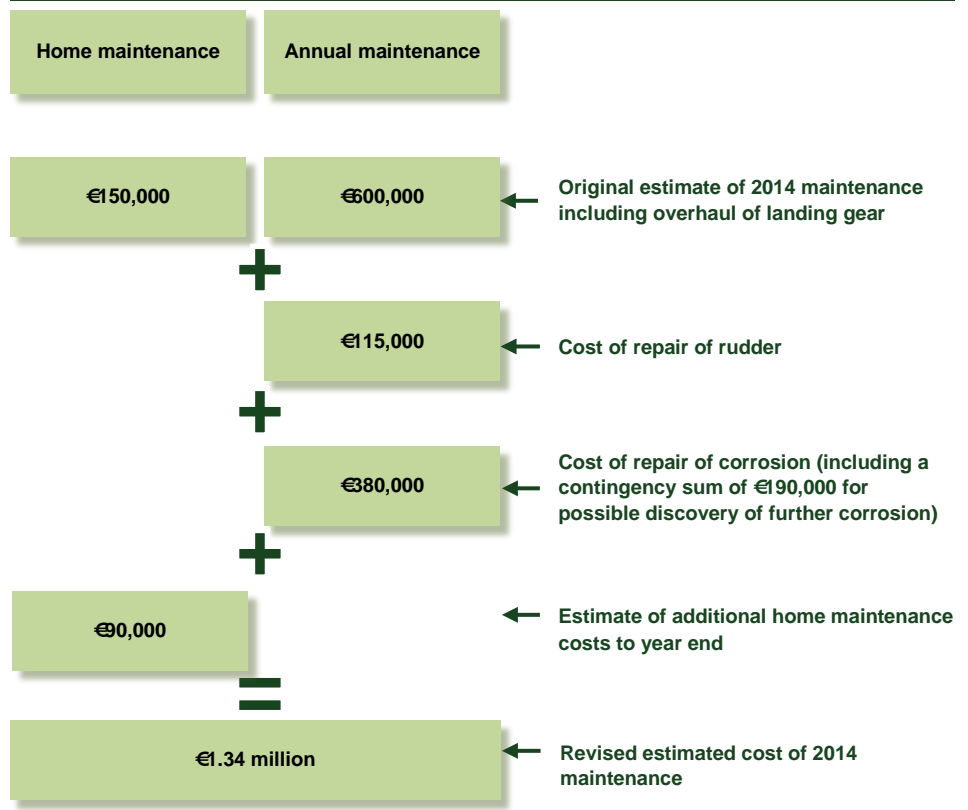 Home maintenance
Annual maintenance
€150,000
€600,000
Original estimate of 2014 maintenance
including overhaul of landing gear
+
€115,000
Cost of repair of rudder
+
€380,000
Cost of repair of corrosion (including a
contingency sum of €190,000 for
possible discovery of further corrosion)
+
€90,000
Estimate of additional home maintenance
costs to year end
=
€1.34 million
Revised estimated cost of 2014
maintenance